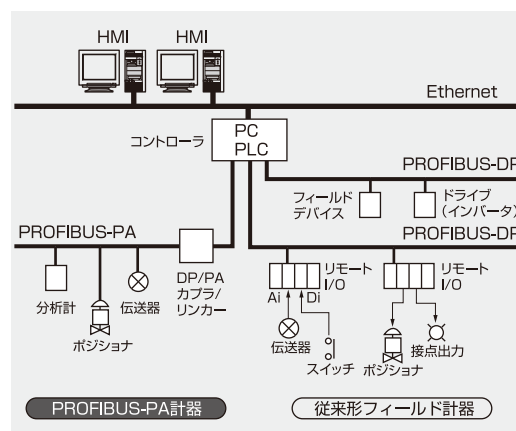 HMI
HMI
Ethernet
コントローラ
PC
PLC
PROFIBUS-DP
フィールド
デバイス
ドライブ
(インバータ)
PROFIBUS-PA
PROFIBUS-DP
DP/PA
カプラ/
リンカー
分析計
伝送器
ポジショナ
リモート
I/O
Ai
Di
リモート
I/O
伝送器
スイッチ
ポジショナ
接点出力
PROFIBUS-PA計器
従来形フィールド計器